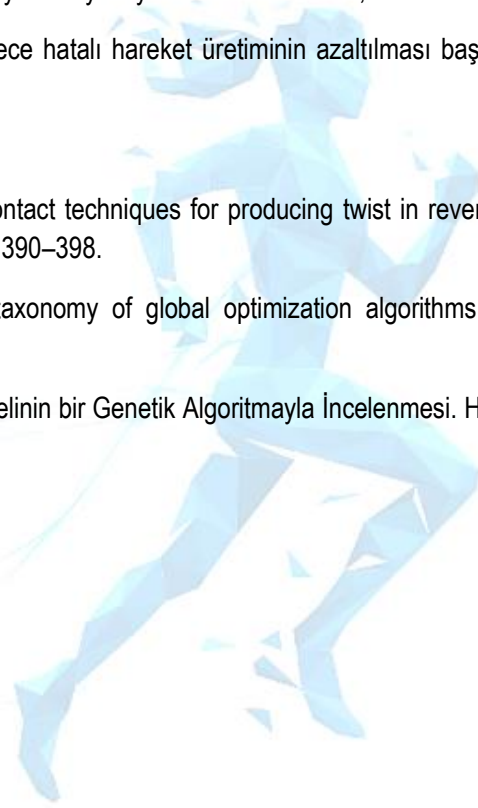 ece hatalı hareket üretiminin azaltılması baş
ontact techniques for producing twist in rever
390–398.
taxonomy of global optimization algorithms
elinin bir Genetik Algoritmayla İncelenmesi. H